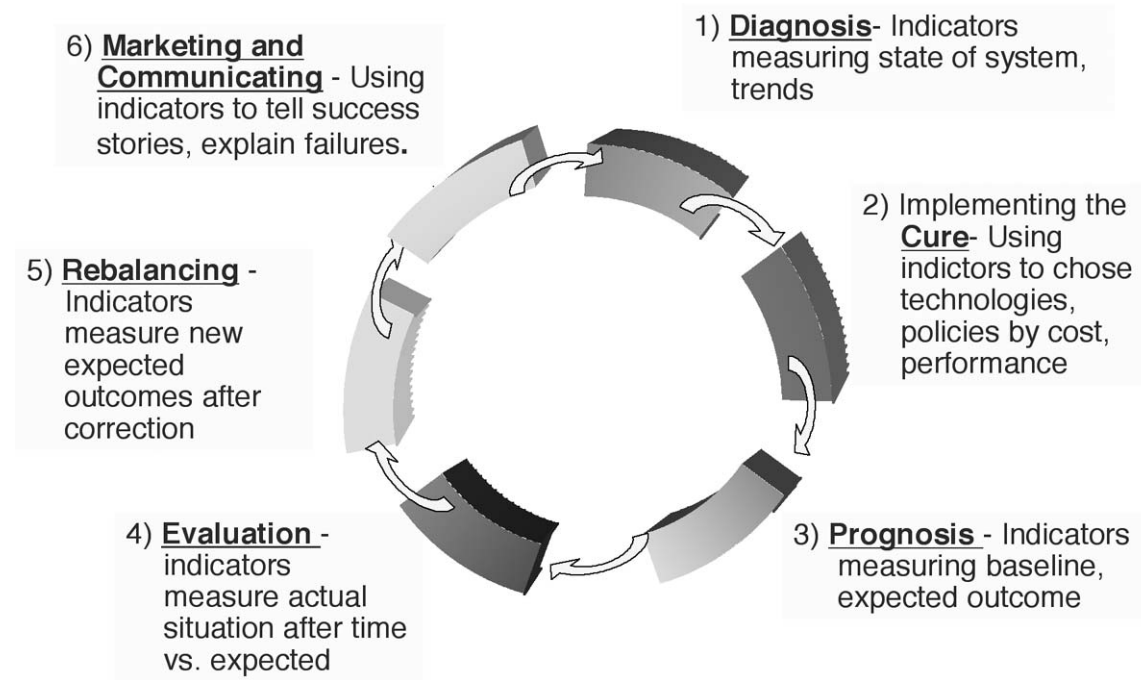 1) Diagnosis- Indicators
measuring state of system,
trends
2) Implementing the
Cure- Using
indictors to chose
technologies,
policies by cost,
performance
3) Prognosis - Indicators
measuring baseline,
expected outcome
4) Evaluation -
indicators
measure actual
situation after time
vs. expected
5) Rebalancing -
Indicators
measure new
expected
outcomes after
correction
6) Marketing and
Communicating - Using
indicators to tell success
stories, explain failures.